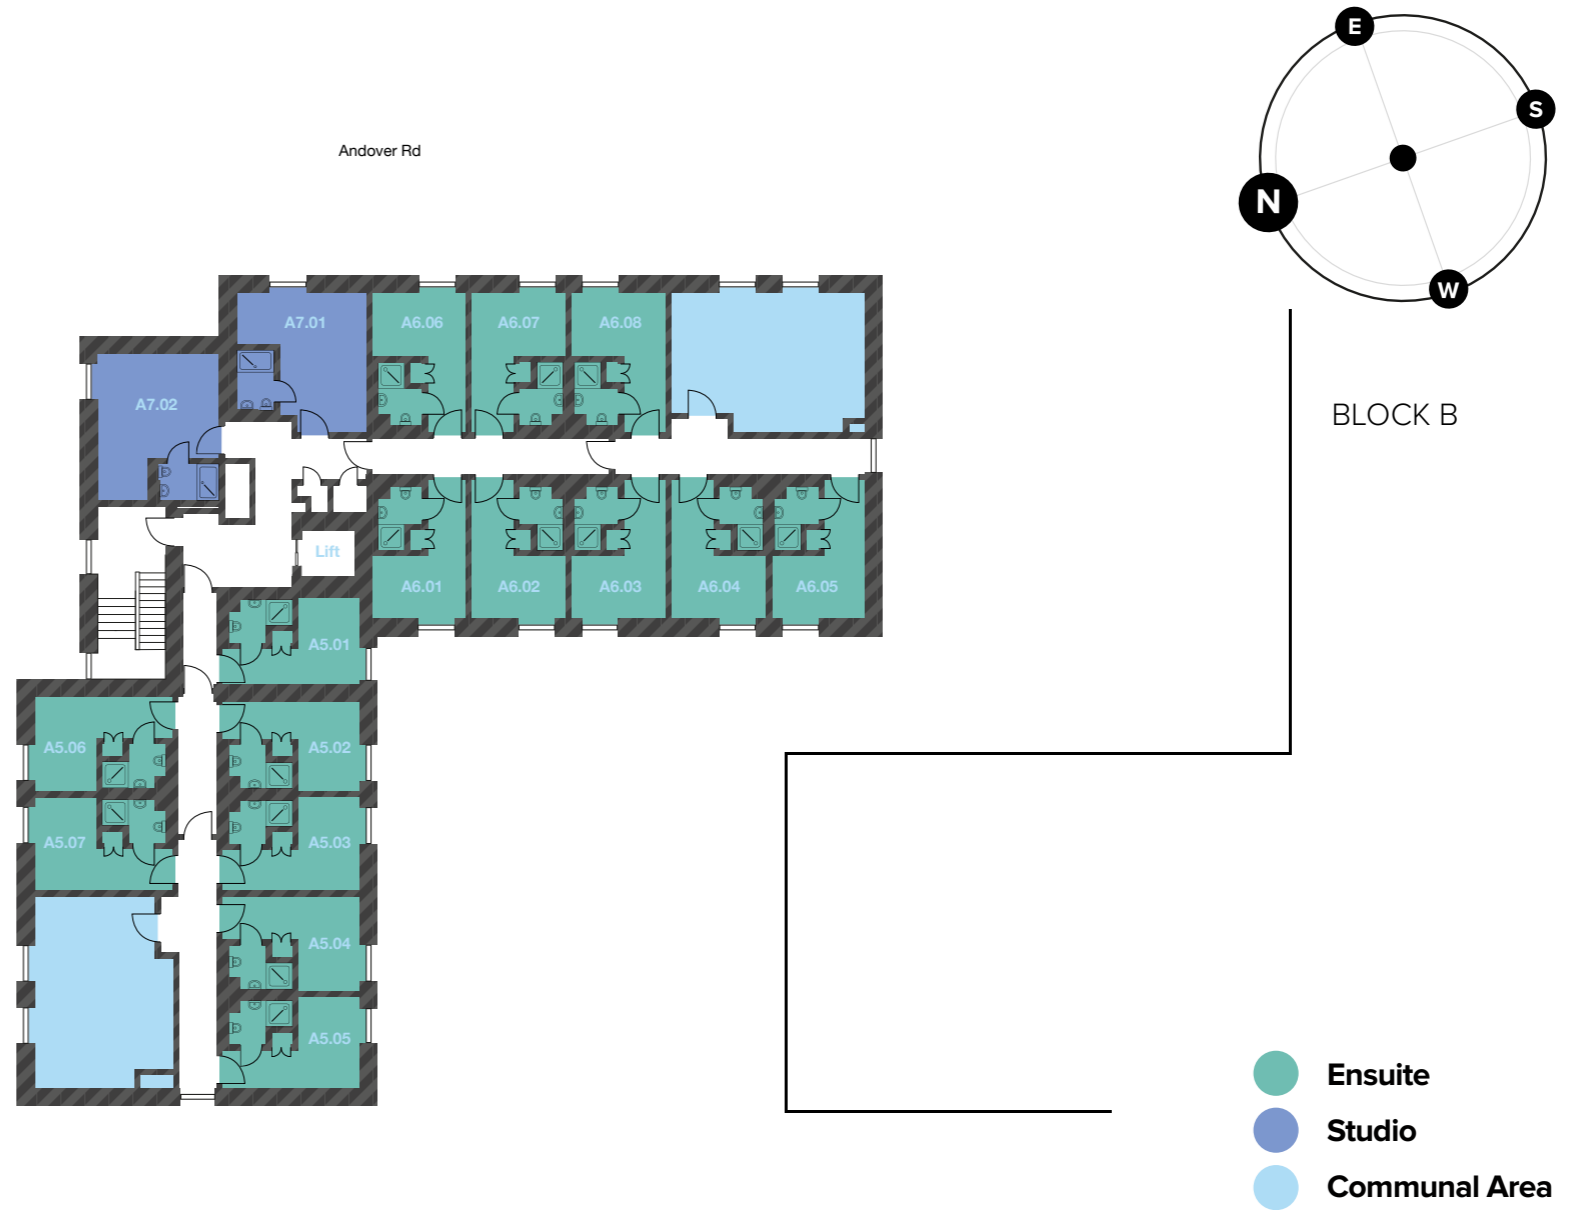 E
S
N
W
Andover Rd
A7.01
A6.06
A6.07
A6.08
A7.02
BLOCK B
Lift
A6.01
A6.02
A6.03
A6.04
A6.05
A5.01
A5.06
A5.02
A5.07
A5.03
A5.04
A5.05
Ensuite
Studio
Communal Area